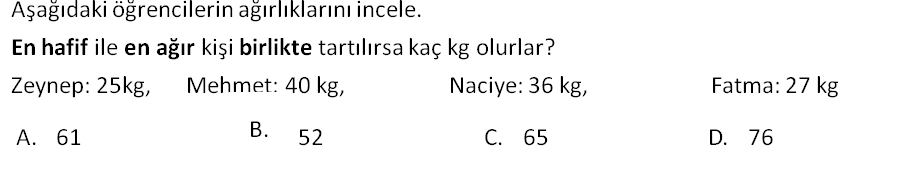 Aşağıdaki öğrencilerin ağırlıklarını incele.
En hafif ile en ağır kişi birlikte tartılırsa kaç kg olurlar?
Zeynep: 25kg, Mehmet: 40 kg, Naciye: 36 kg, Fatma: 27 kg
A. 61 B. 52 C. 65 D. 76